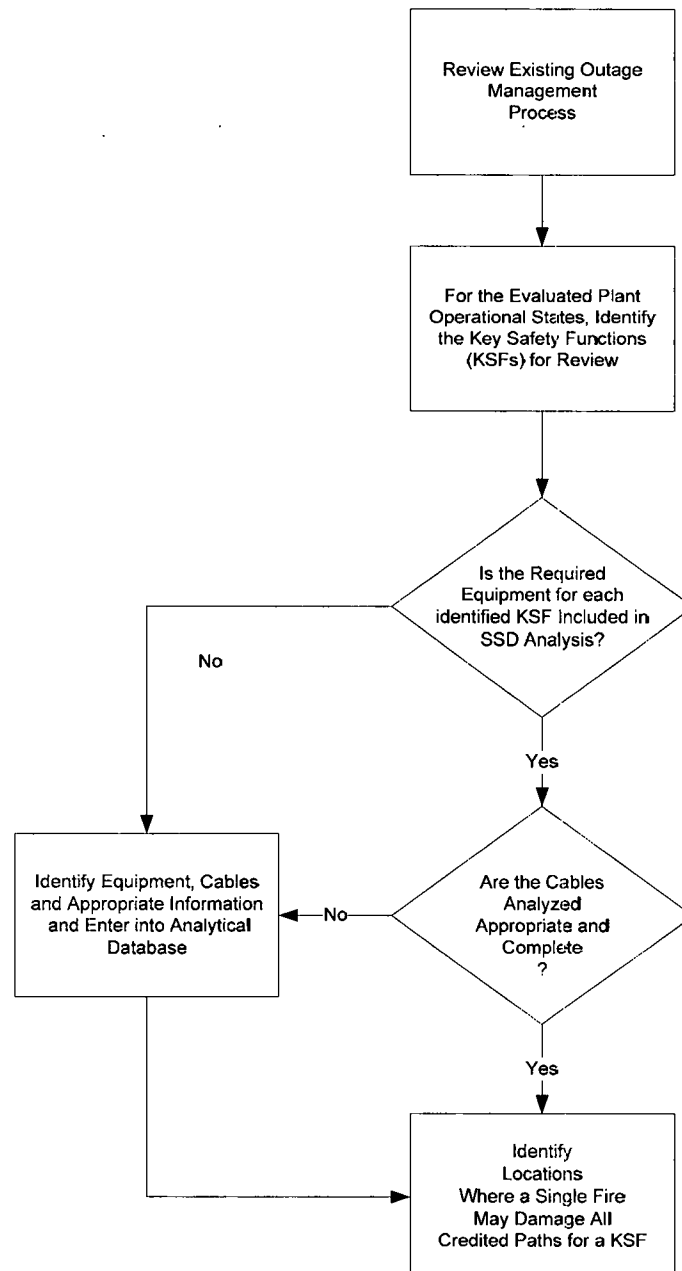 Review Existing Outage
Management
Process
For the Evaluated Plant
Operational States, Identify
the Key Safety Functions
(KSFs) for Review
Is the Required
Equipment for each
identified KSF Included in
SSD Analysis?
No
Yes
Identify Equipment, Cables
and Appropriate Information
and Enter into Analytical
Database
No
Are the Cables
Analyzed
Appropriate and
Complete
?
Yes
Identify
Locations
Where a Single Fire
May Damage All
Credited Paths for a KSF